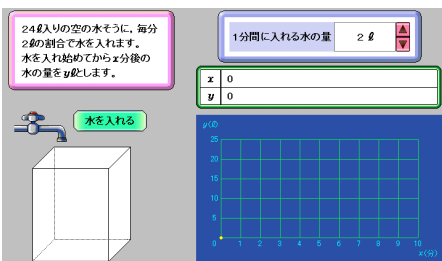 24ℓ入りの空の水そうに，毎分
2ℓの割合で水を入れます。
水を入れ始めてからx分後の
水の量をyℓとします。
1分間に入れる水の量
2 ℓ
x 0
y 0
水を入れる
y(ℓ)
25
20
15
10
5
0 1 2 3 4 5 6 7 8 9 10
x(分)